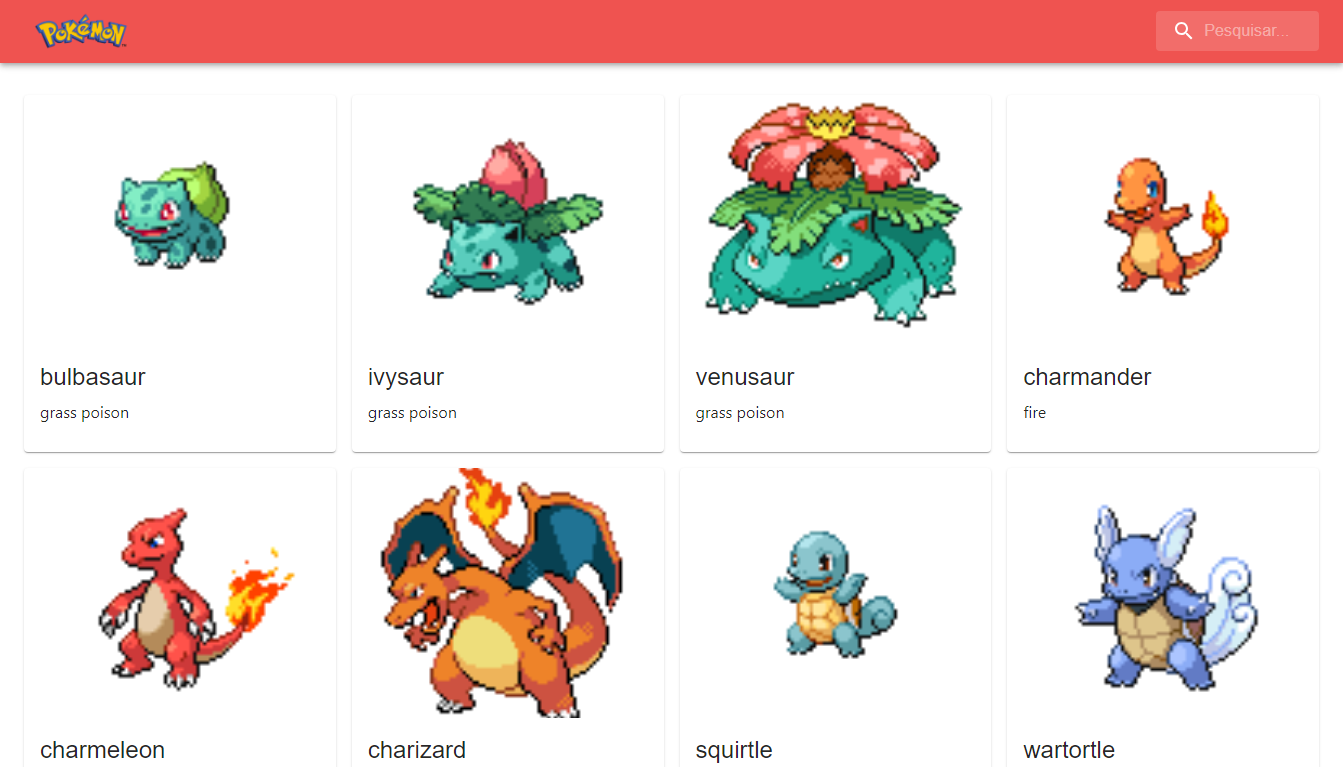 Pokémon
Pesquisar...
bulbasaur
grass poison
ivysaur
grass poison
venusaur
grass poison
charmander
fire
charmeleon
charizard
squirtle
wartortle